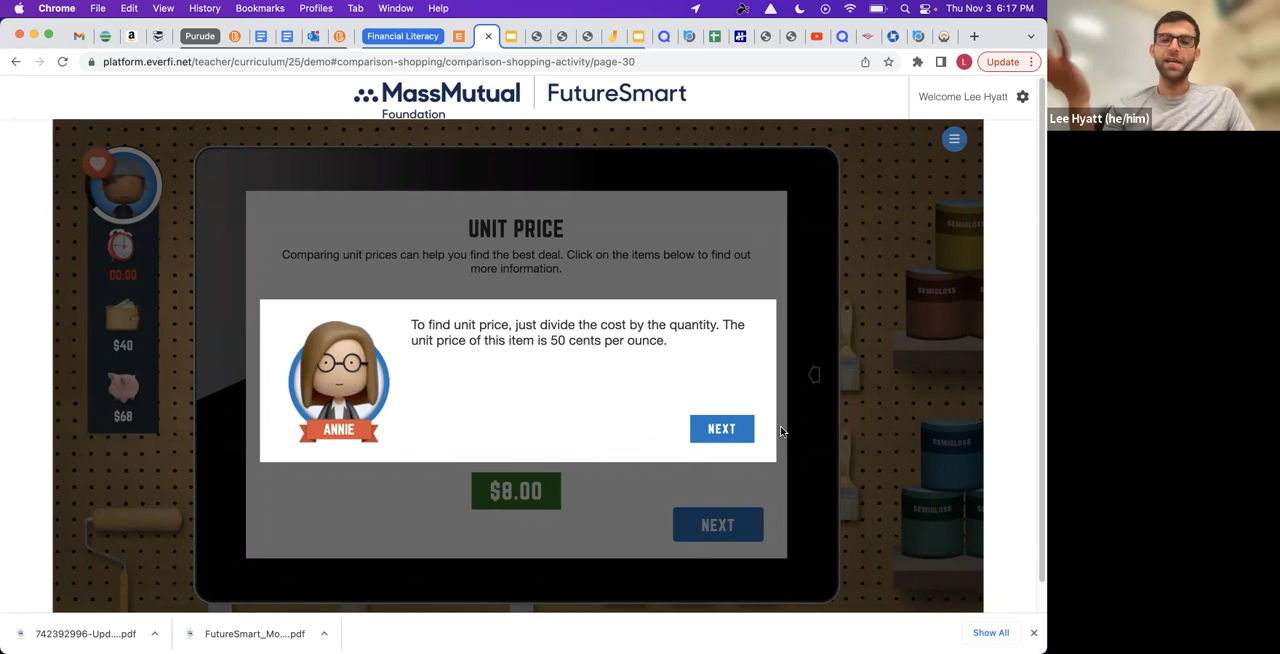 Chrome File Edit View History Bookmarks Profiles Tab Window Help
Thu Nov 3 6:17 PM
Purude
Financial Literacy
platform.everfi.net/teacher/curriculum/25/demo#comparison-shopping/comparison-shopping-activity/page-30
L
Update
MassMutual
Foundation
FutureSmart
Welcome Lee Hyatt
Lee Hyatt (he/him)
00:00
$40
$68
UNIT PRICE
Comparing unit prices can help you find the best deal. Click on the items below to find out
more information.
To find unit price, just divide the cost by the quantity. The
unit price of this item is 50 cents per ounce.
ANNIE
NEXT
$8.00
NEXT
SEMIGLOSS
SEMIGLOSS
SEMIGLOSS
SEMIGLOSS
742392996-Upd....pdf
FutureSmart_Mo....pdf
Show All